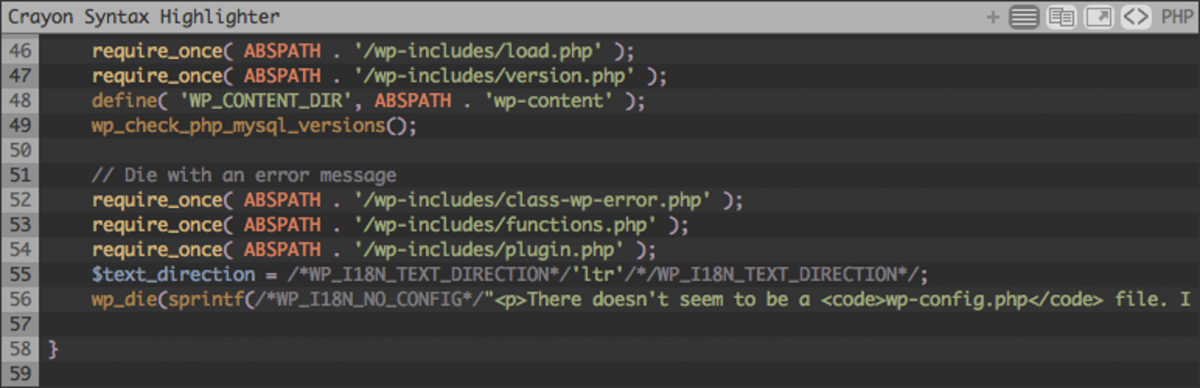 Crayon Syntax Highlighter + PHP
46 require_once( ABSPATH . '/wp-includes/load.php' );
47 require_once( ABSPATH . '/wp-includes/version.php' );
48 define( 'WP_CONTENT_DIR', ABSPATH . 'wp-content' );
49 wp_check_php_mysql_versions();
50
51 // Die with an error message
52 require_once( ABSPATH . '/wp-includes/class-wp-error.php' );
53 require_once( ABSPATH . '/wp-includes/functions.php' );
54 require_once( ABSPATH . '/wp-includes/plugin.php' );
55 $text_direction = /*WP_I18N_TEXT_DIRECTION*/'ltr'/*/WP_I18N_TEXT_DIRECTION*/;
56 wp_die(sprintf(/*WP_I18N_NO_CONFIG*/"<p>There doesn't seem to be a <code>wp-config.php</code> file. I
57
58 }
59